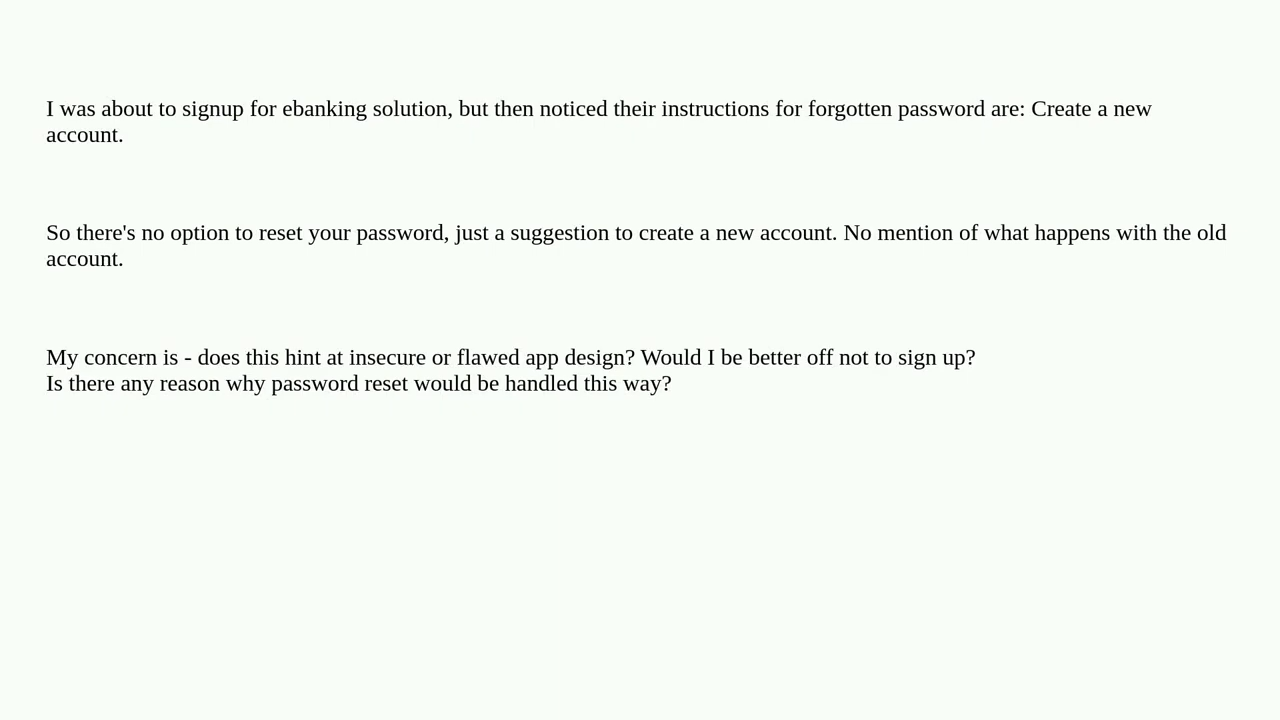 I was about to signup for ebanking solution, but then noticed their instructions for forgotten password are: Create a new
account.
So there's no option to reset your password, just a suggestion to create a new account. No mention of what happens with the old
account.
My concern is - does this hint at insecure or flawed app design? Would I be better off not to sign up?
Is there any reason why password reset would be handled this way?